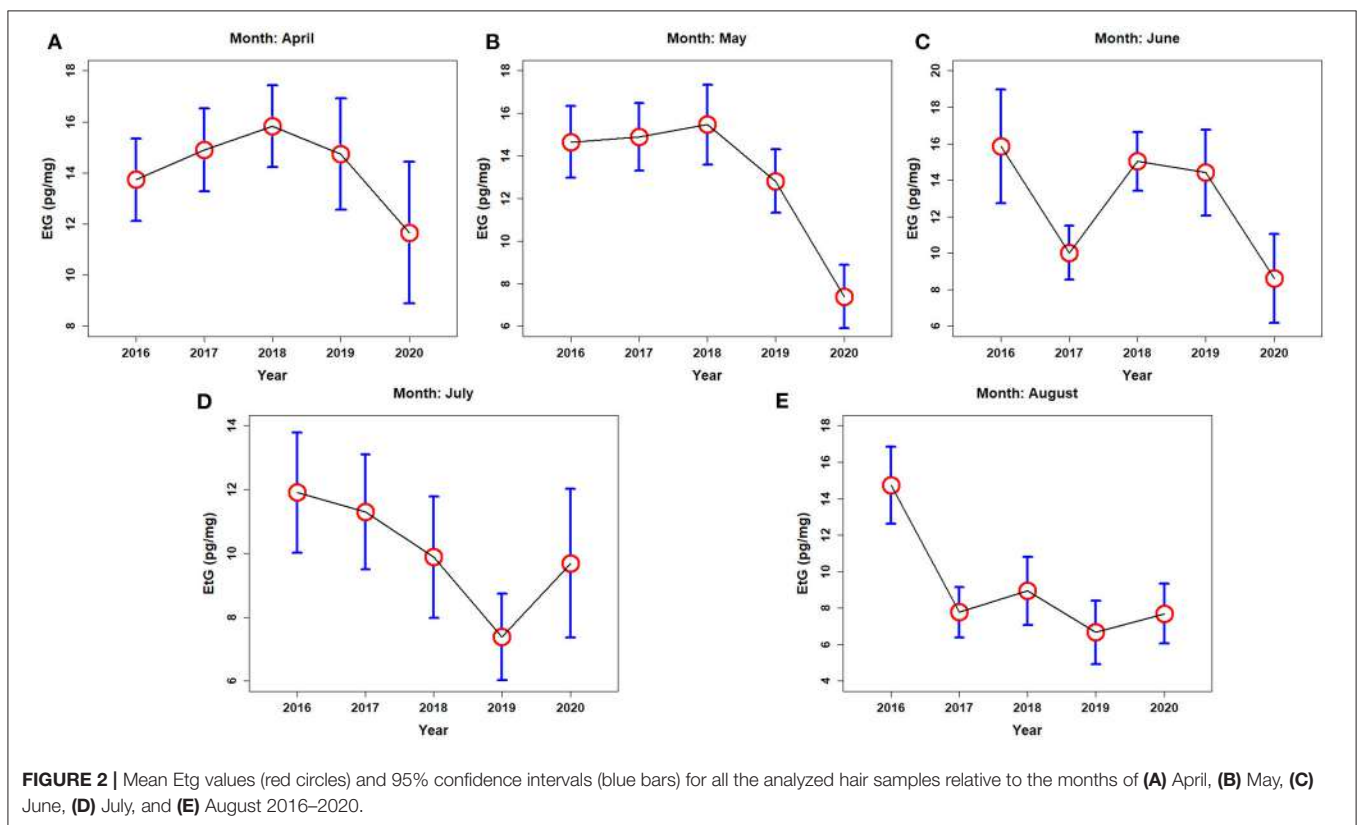 A
Month: April
EtG (pg/mg)
18
16
14
12
10
8
2016 2017 2018 2019 2020
Year
B
Month: May
EtG (pg/mg)
18
16
14
12
10
8
6
2016 2017 2018 2019 2020
Year
C
Month: June
EtG (pg/mg)
20
18
16
14
12
10
8
6
2016 2017 2018 2019 2020
Year
D
Month: July
EtG (pg/mg)
14
12
10
8
6
2016 2017 2018 2019 2020
Year
E
Month: August
EtG (pg/mg)
18
16
14
12
10
8
6
4
2016 2017 2018 2019 2020
Year
FIGURE 2 | Mean Etg values (red circles) and 95% confidence intervals (blue bars) for all the analyzed hair samples relative to the months of (A) April, (B) May, (C)
June, (D) July, and (E) August 2016–2020.